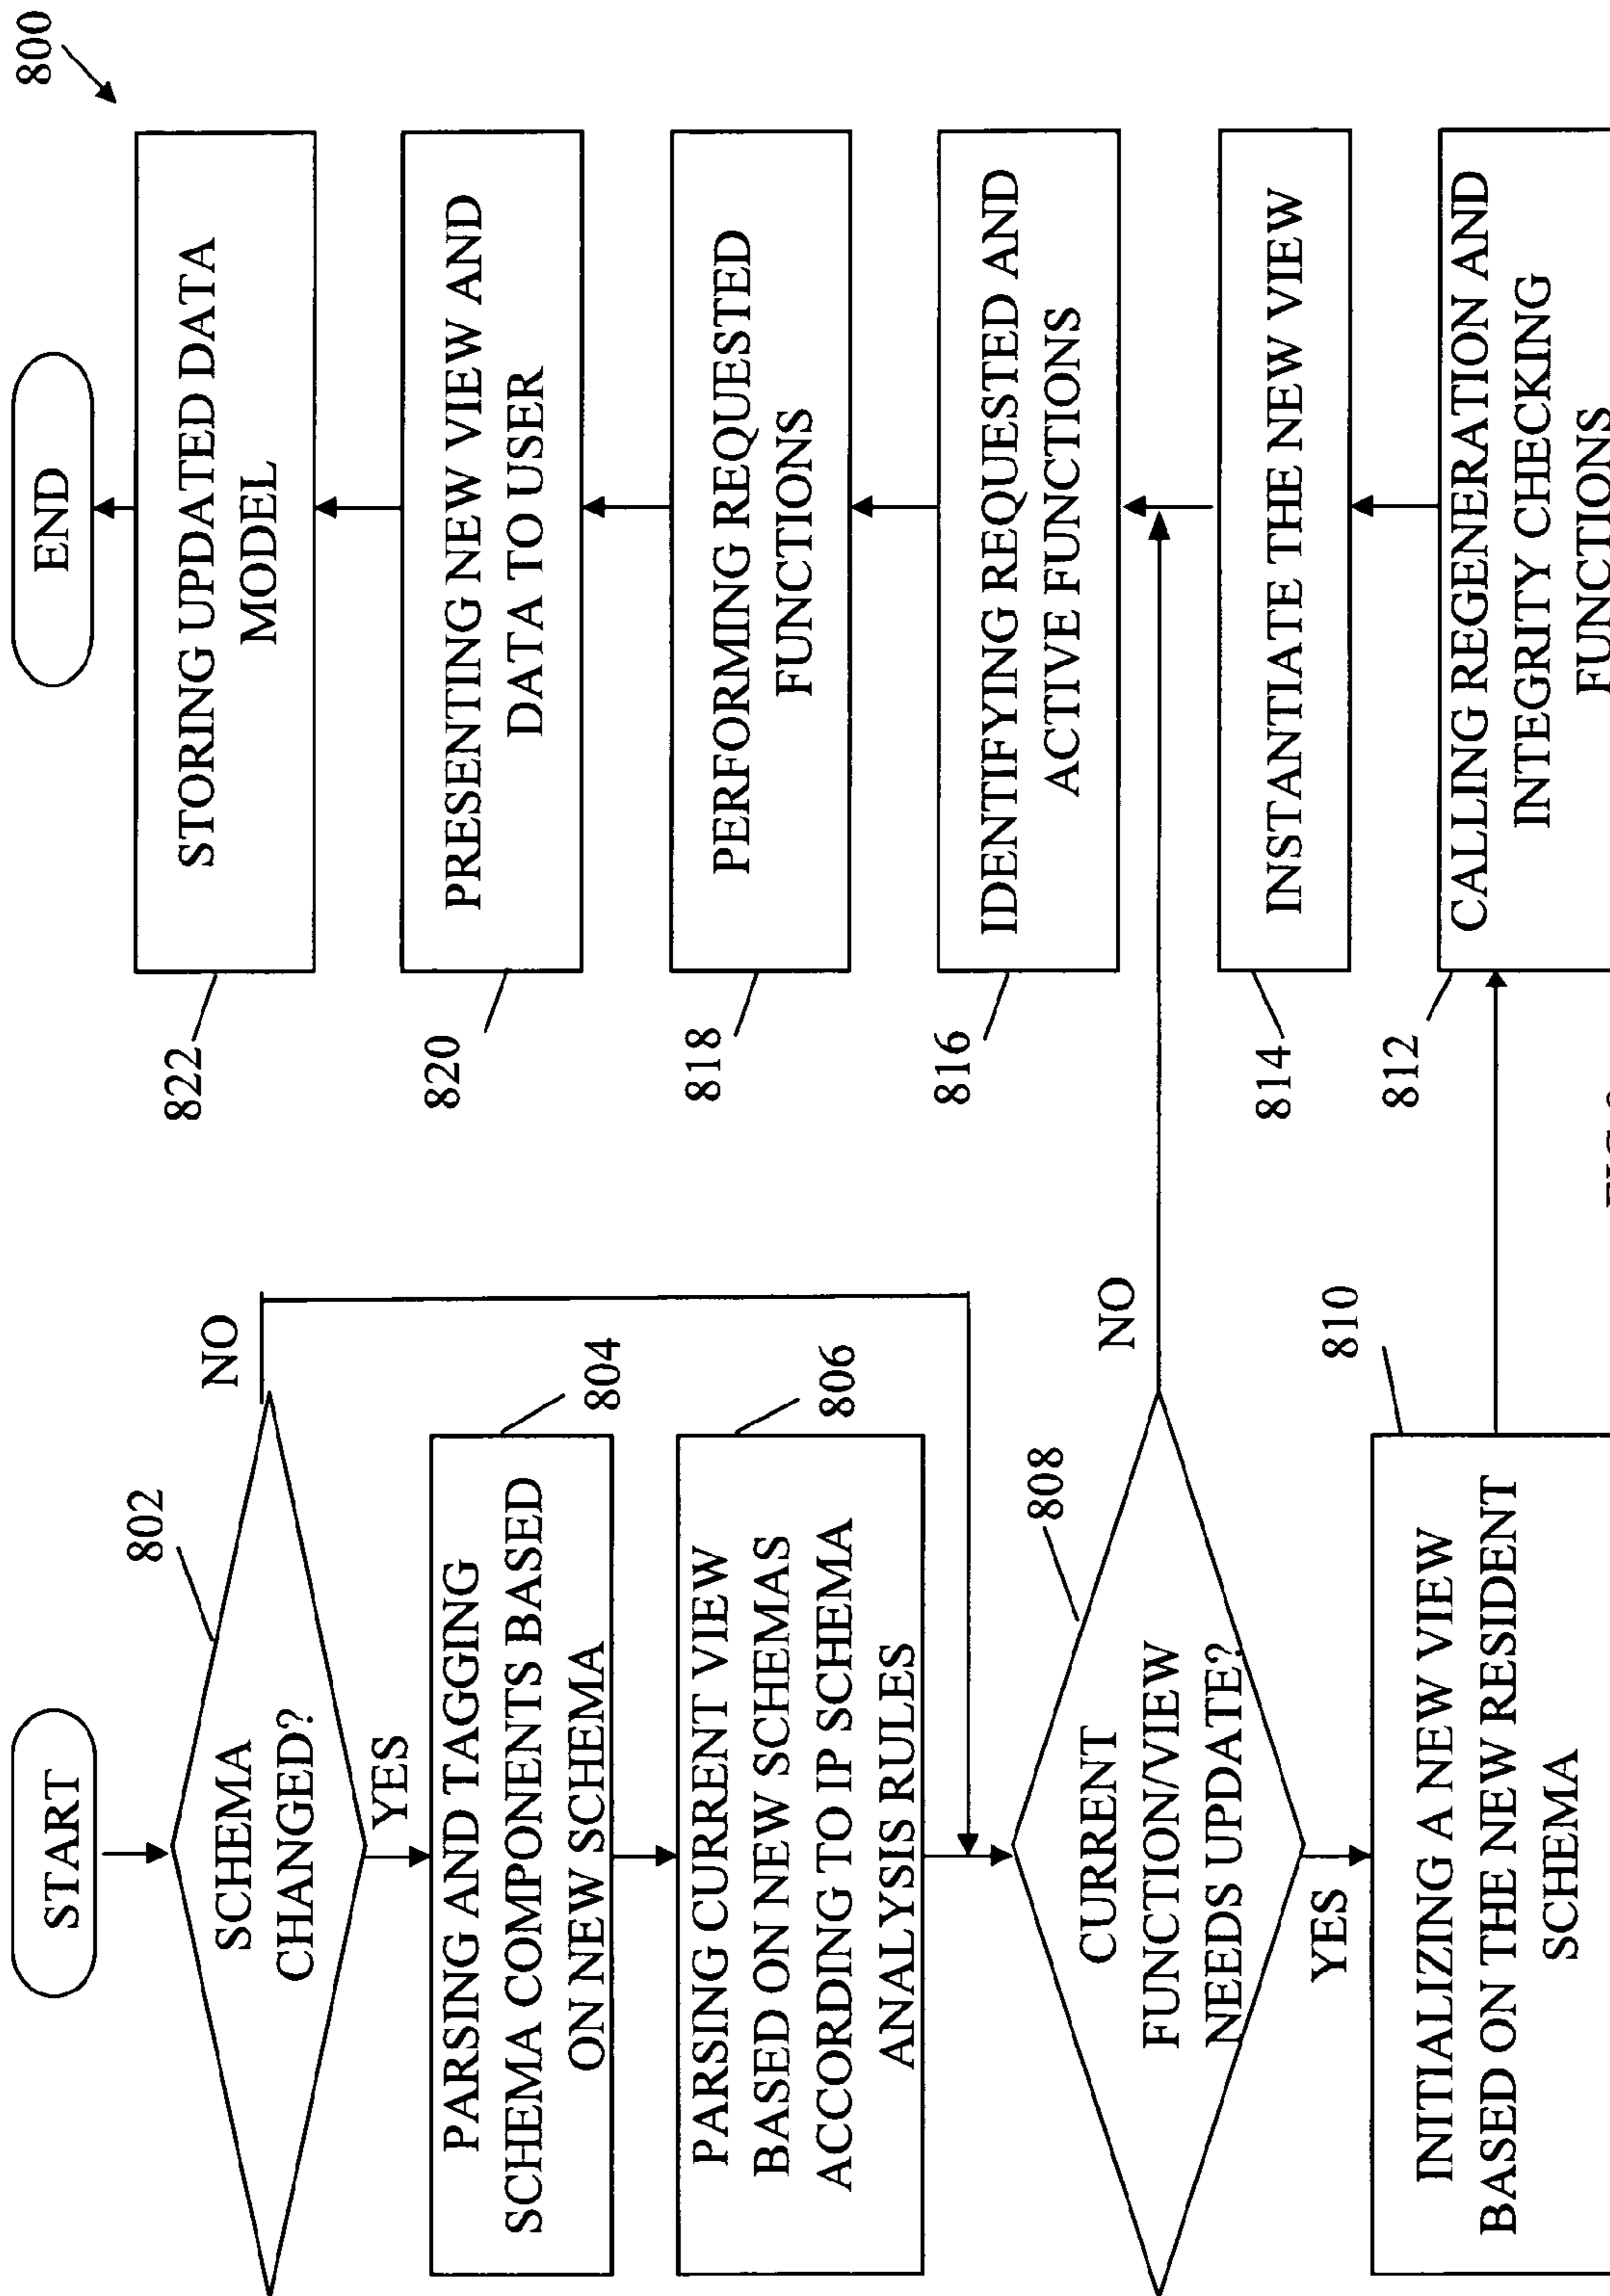 START
802
SCHEMA
CHANGED?
NO
YES
804
PARSING AND TAGGING
SCHEMA COMPONENTS BASED
ON NEW SCHEMA
806
PARSING CURRENT VIEW
BASED ON NEW SCHEMAS
ACCORDING TO IP SCHEMA
ANALYSIS RULES
808
CURRENT
FUNCTION/VIEW
NEEDS UPDATE?
NO
YES
810
INITIALIZING A NEW VIEW
BASED ON THE NEW RESIDENT
SCHEMA
800
END
822
STORING UPDATED DATA
MODEL
820
PRESENTING NEW VIEW AND
DATA TO USER
818
PERFORMING REQUESTED
FUNCTIONS
816
IDENTIFYING REQUESTED AND
ACTIVE FUNCTIONS
814
INSTANTIATE THE NEW VIEW
812
CALLING REGENERATION AND
INTEGRITY CHECKING
FUNCTIONS